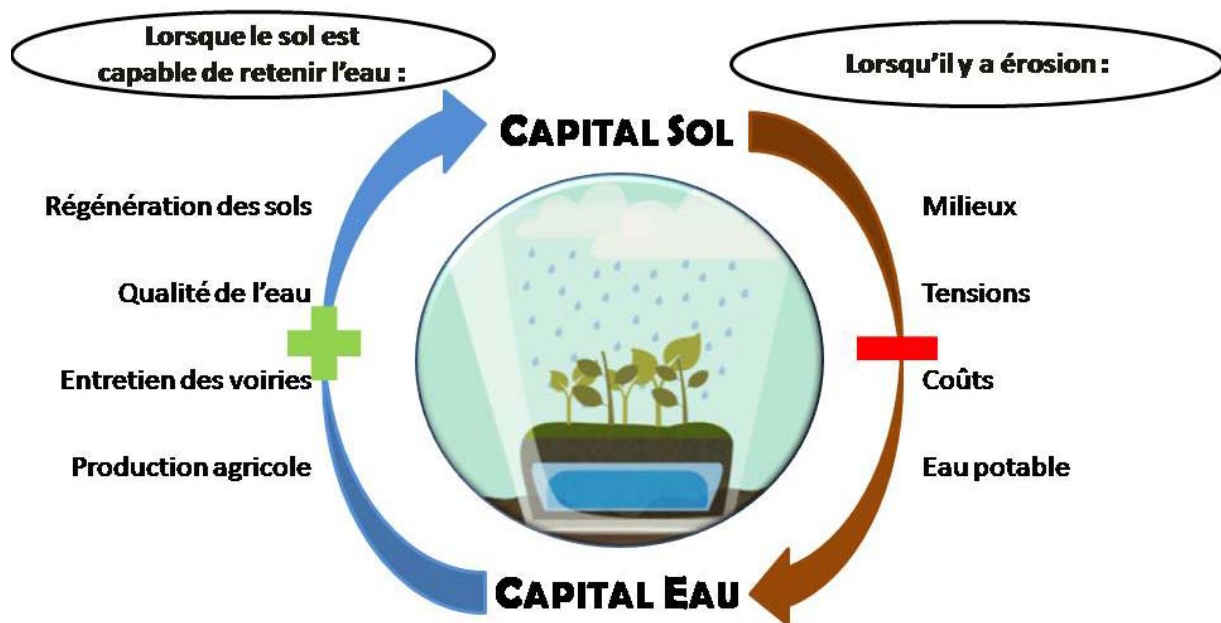 Lorsque le sol est
capable de retenir l'eau :
Lorsqu'il y a érosion :
CAPITAL SOL
Régénération des sols
Qualité de l'eau
Entretien des voiries
Production agricole
Milieux
Tensions
Coûts
Eau potable
CAPITAL EAU